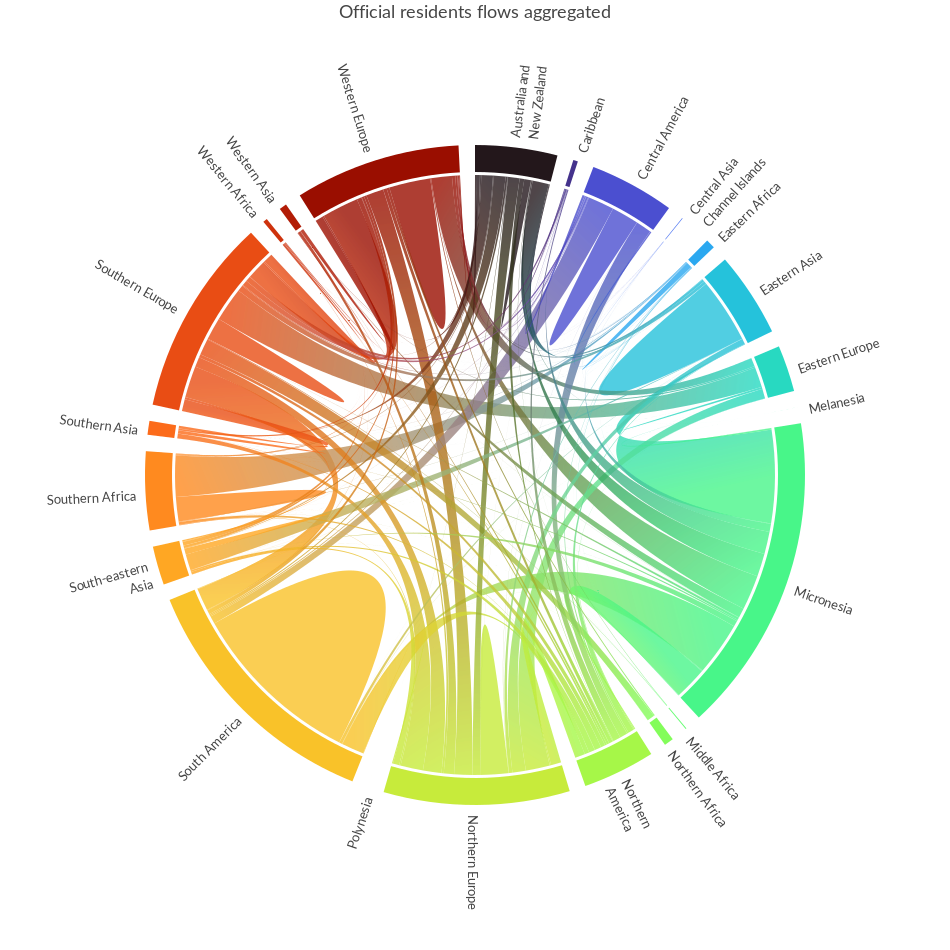 Official residents flows aggregated
Australia and
New Zealand
Caribbean
Central America
Central Asia
Channel Islands
Eastern Africa
Eastern Asia
Eastern Europe
Melanesia
Micronesia
Middle Africa
Northern Africa
Northern
America
Northern Europe
Polynesia
South America
South-eastern
Asia
Southern Africa
Southern Asia
Southern Europe
Western Africa
Western Asia
Western Europe